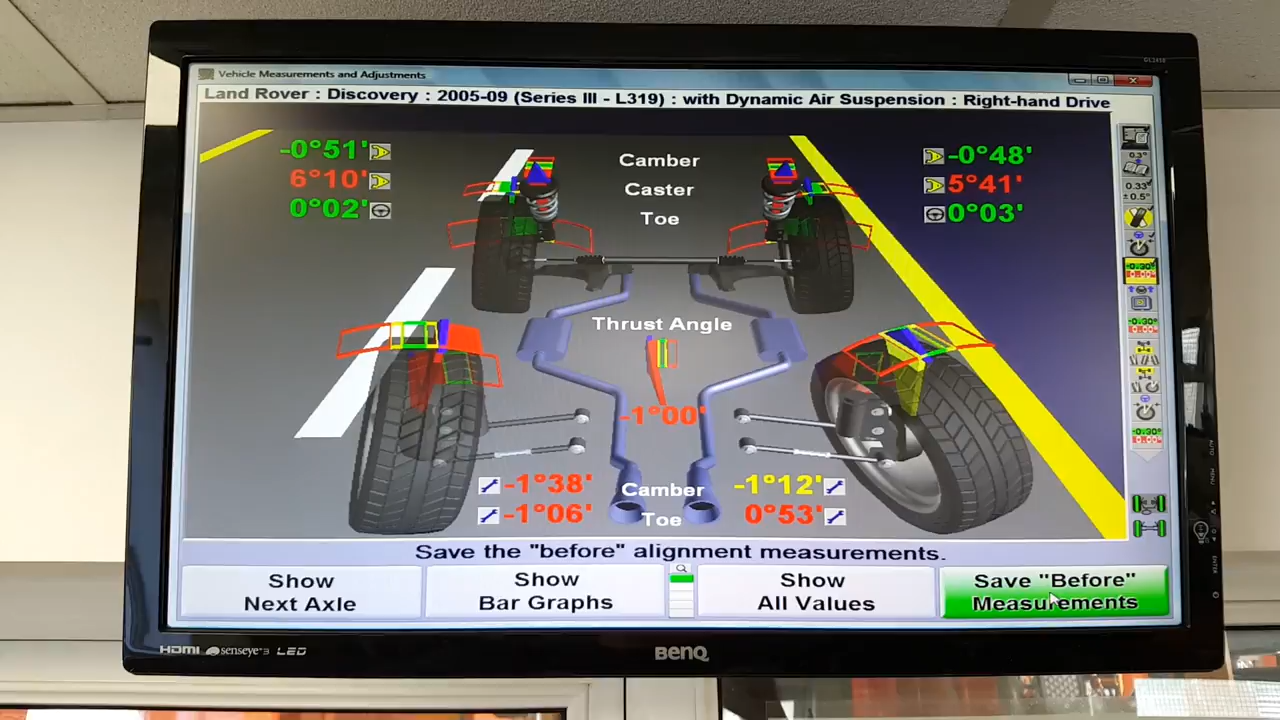 Vehicle Measurements and Adjustments
Land Rover : Discovery : 2005-09 (Series III - L319) : with Dynamic Air Suspension : Right-hand Drive
-0°51' Camber -0°48'
6°10' Caster 5°41'
0°02' Toe 0°03'
Thrust Angle
-1°00'
-1°38' Camber -1°12'
-1°06' Toe 0°53'
Save the "before" alignment measurements.
Show
Next Axle
Show
Bar Graphs
Show
All Values
Save "Before"
Measurements
HDMI senseye 3 LED
BenQ